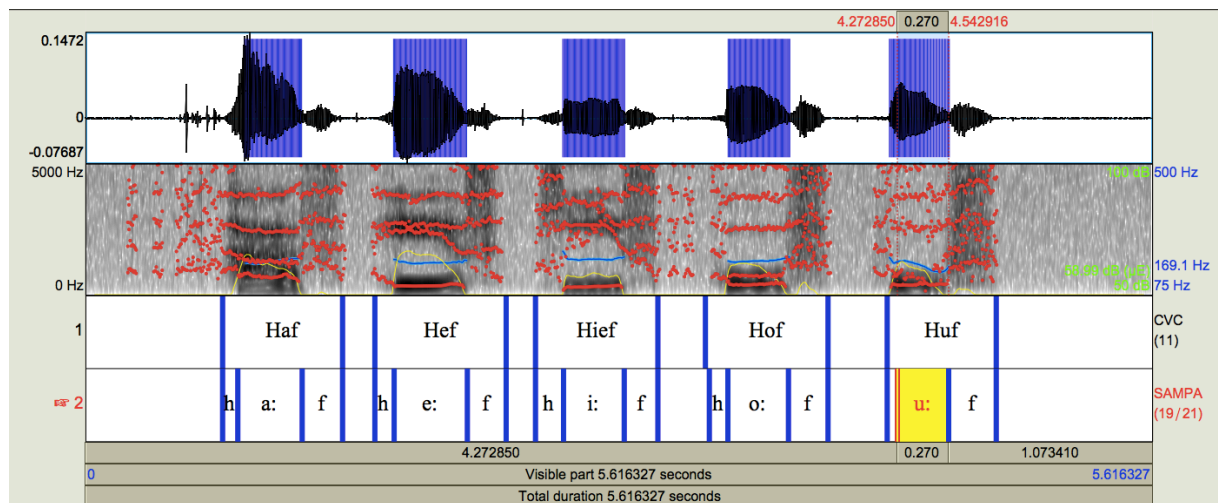 4.272850 0.270 4.542916
0.1472
0
-0.07687
5000 Hz 100 dB 500 Hz
169.1 Hz
0 Hz 50 dB 75 Hz
1 Haf Hef Hief Hof Huf CVC
(11)
2 h a: f h e: f h i: f h o: f u: f SAMPA
(19/21)
4.272850 0.270 1.073410
0 Visible part 5.616327 seconds 5.616327
Total duration 5.616327 seconds